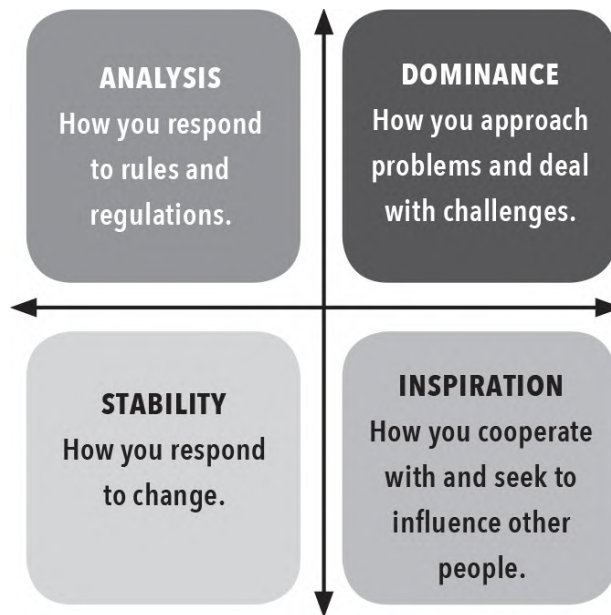 ANALYSIS
How you respond
to rules and
regulations.
DOMINANCE
How you approach
problems and deal
with challenges.
STABILITY
How you respond
to change.
INSPIRATION
How you cooperate
with and seek to
influence other
people.